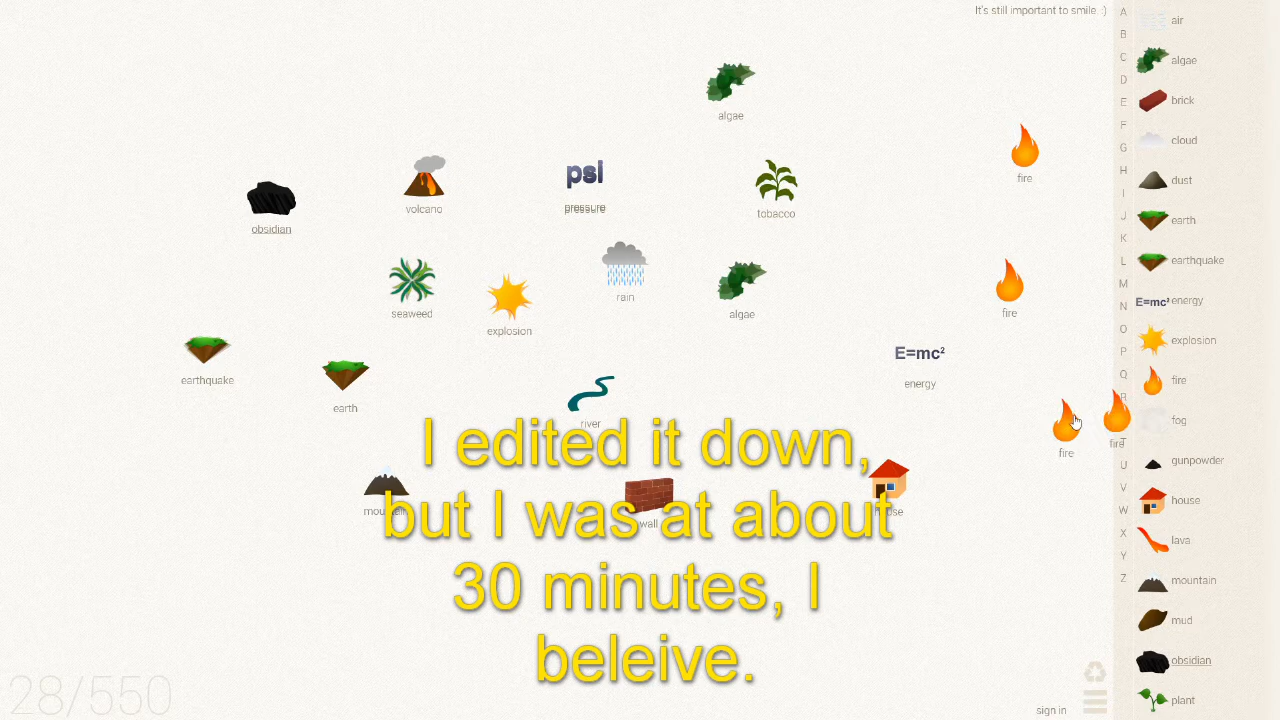 It's still important to smile. :)
A
B
C
D
E
F
G
H
I
J
K
L
M
N
O
P
Q
R
T
U
V
W
X
Y
Z
air
algae
brick
cloud
dust
earth
earthquake
E=mc² energy
explosion
fire
fog
gunpowder
house
lava
mountain
mud
obsidian
plant
algae
fire
obsidian
volcano
psi
pressure
tobacco
seaweed
explosion
rain
algae
fire
earthquake
earth
river
E=mc²
energy
fire
fire
mountain
wall
house
I edited it down,
but I was at about
30 minutes, I
beleive.
28/550
sign in